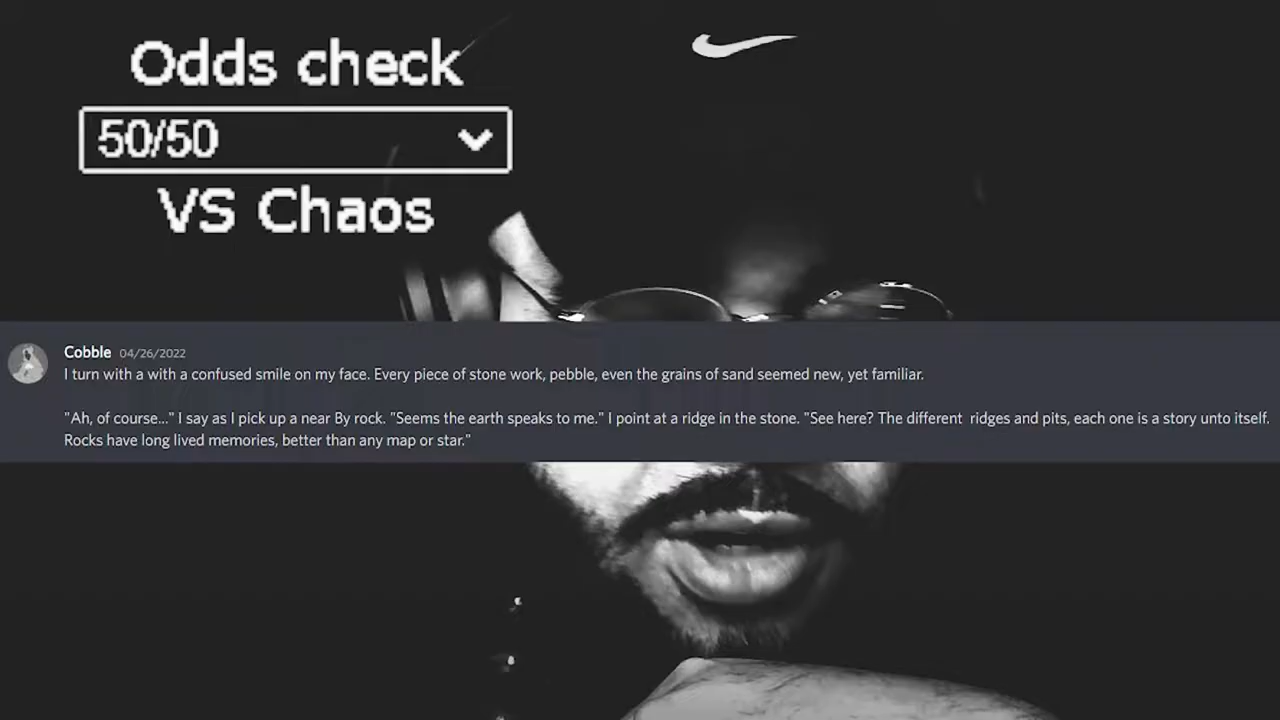 Odds check
50/50
VS Chaos
Cobble 04/26/2022
I turn with a with a confused smile on my face. Every piece of stone work, pebble, even the grains of sand seemed new, yet familiar.
"Ah, of course..." I say as I pick up a near By rock. "Seems the earth speaks to me." I point at a ridge in the stone. "See here? The different ridges and pits, each one is a story unto itself.
Rocks have long lived memories, better than any map or star."